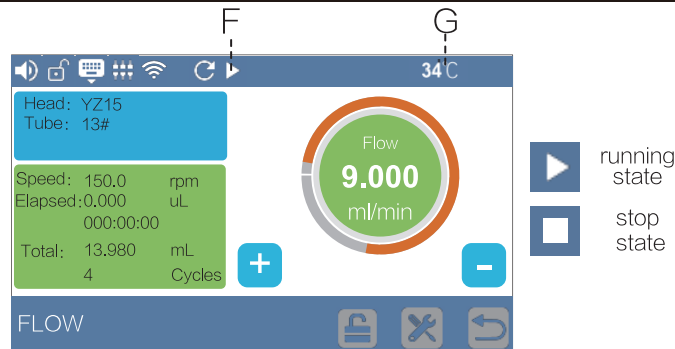 F
G
34℃
Head: YZ15
Tube: 13#
Speed: 150.0 rpm
Elapsed: 0.000 uL
000:00:00
Total: 13.980 mL
4 Cycles
Flow
9.000
ml/min
+
-
FLOW
running
state
stop
state